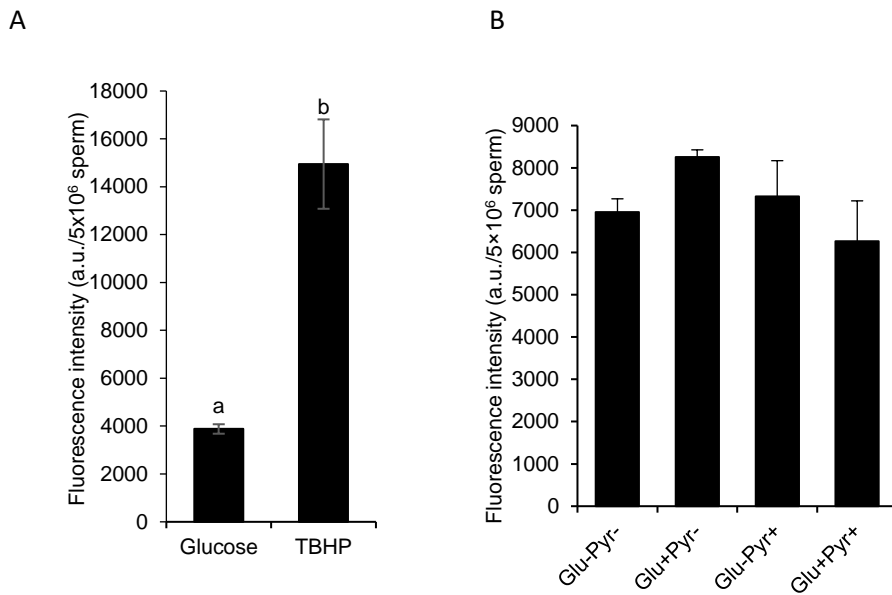 A
B
Fluorescence intensity (a.u./5x10⁶ sperm)
18000
16000
14000
12000
10000
8000
6000
4000
2000
0
a
b
Glucose TBHP
Fluorescence intensity (a.u./5×10⁶ sperm)
9000
8000
7000
6000
5000
4000
3000
2000
1000
0
Glu-Pyr-
Glu+Pyr-
Glu-Pyr+
Glu+Pyr+